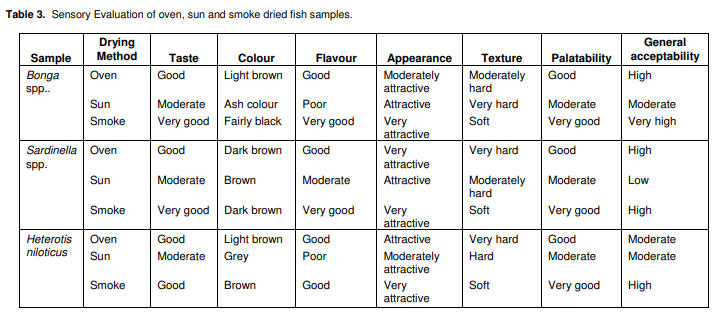 Table 3. Sensory Evaluation of oven, sun and smoke dried fish samples.
Sample Drying Method Taste Colour Flavour Appearance Texture Palatability General acceptability
Bonga spp.. Oven Good Light brown Good Moderately attractive Moderately hard Good High
Sun Moderate Ash colour Poor Attractive Very hard Moderate Moderate
Smoke Very good Fairly black Very good Very attractive Soft Very good Very high
Sardinella spp. Oven Good Dark brown Good Very attractive Very hard Good High
Sun Moderate Brown Moderate Attractive Moderately hard Moderate Low
Smoke Very good Dark brown Very good Very attractive Soft Very good High
Heterotis niloticus Oven Good Light brown Good Attractive Very hard Good Moderate
Sun Moderate Grey Poor Moderately attractive Hard Moderate Moderate
Smoke Good Brown Good Very attractive Soft Very good High